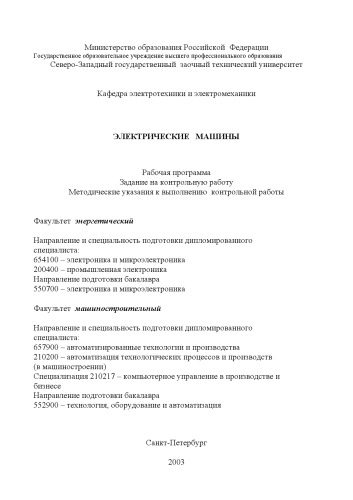 Министерство образования Российской Федерации
Государственное образовательное учреждение высшего профессионального образования
Северо-Западный государственный заочный технический университет
Кафедра электротехники и электромеханики
ЭЛЕКТРИЧЕСКИЕ МАШИНЫ
Рабочая программа
Задание на контрольную работу
Методические указания к выполнению контрольной работы
Факультет энергетический
Направление и специальность подготовки дипломированного
специалиста:
654100 – электроника и микроэлектроника
200400 – промышленная электроника
Направление подготовки бакалавра
550700 – электроника и микроэлектроника
Факультет машиностроительный
Направление и специальность подготовки дипломированного
специалиста:
657900 – автоматизированные технологии и производства
210200 – автоматизация технологических процессов и производств
(в машиностроении)
Специализация 210217 – компьютерное управление в производстве и
бизнесе
Направление подготовки бакалавра
552900 – технология, оборудование и автоматизация
Санкт-Петербург
2003